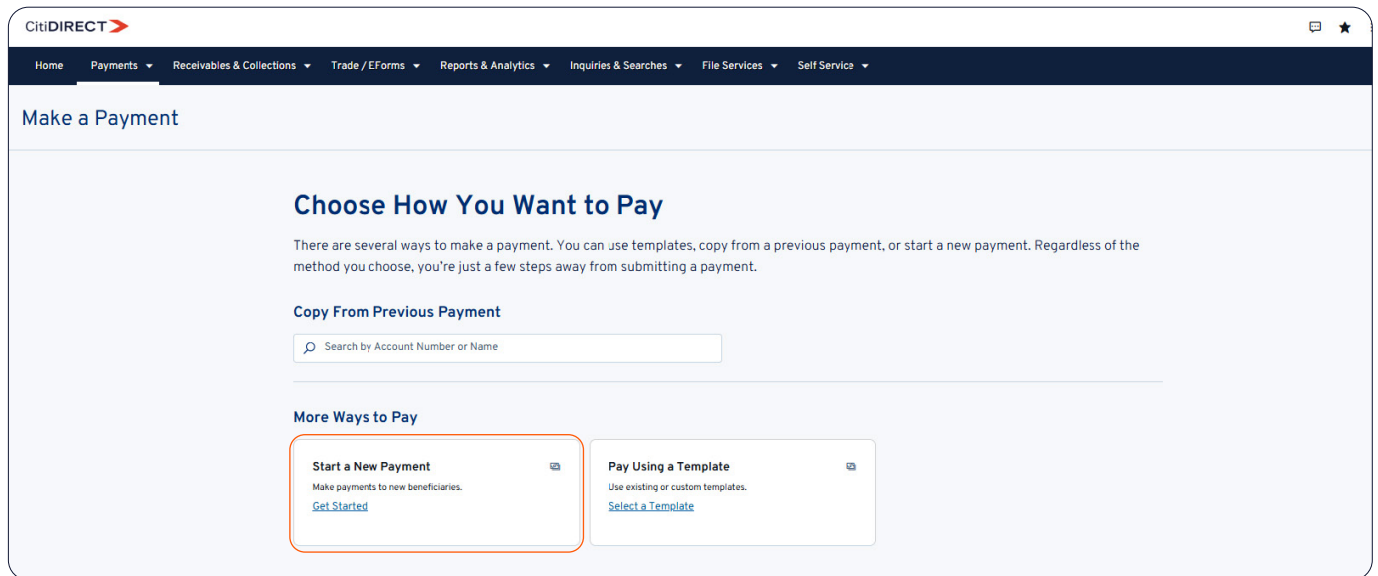 CitiDIRECT
Home Payments Receivables & Collections Trade / EForms Reports & Analytics Inquiries & Searches File Services Self Service
Make a Payment
Choose How You Want to Pay
There are several ways to make a payment. You can use templates, copy from a previous payment, or start a new payment. Regardless of the
method you choose, you're just a few steps away from submitting a payment.
Copy From Previous Payment
Search by Account Number or Name
More Ways to Pay
Start a New Payment
Make payments to new beneficiaries.
Get Started
Pay Using a Template
Use existing or custom templates.
Select a Template